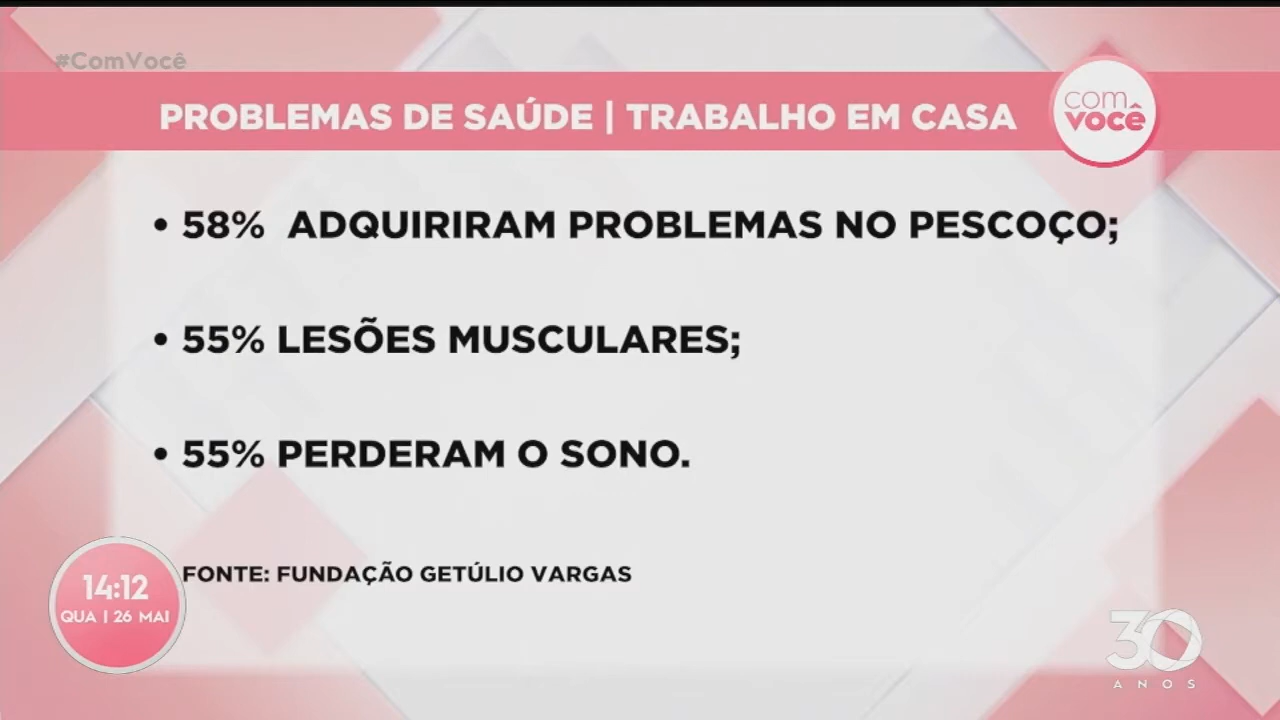 #ComVocê
PROBLEMAS DE SAÚDE | TRABALHO EM CASA
com
você
• 58% ADQUIRIRAM PROBLEMAS NO PESCOÇO;
• 55% LESÕES MUSCULARES;
• 55% PERDERAM O SONO.
FONTE: FUNDAÇÃO GETÚLIO VARGAS
14:12
QUA | 26 MAI
30
ANOS